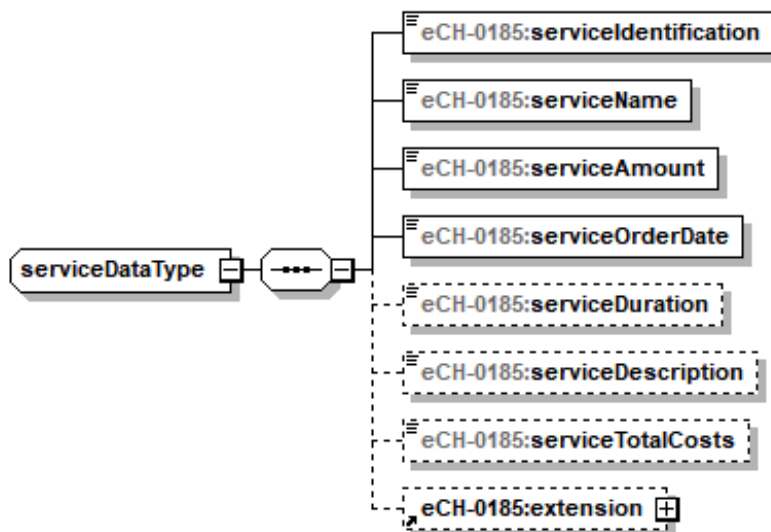 eCH-0185:serviceIdentification
eCH-0185:serviceName
eCH-0185:serviceAmount
eCH-0185:serviceOrderDate
serviceDataType
eCH-0185:serviceDuration
eCH-0185:serviceDescription
eCH-0185:serviceTotalCosts
eCH-0185:extension